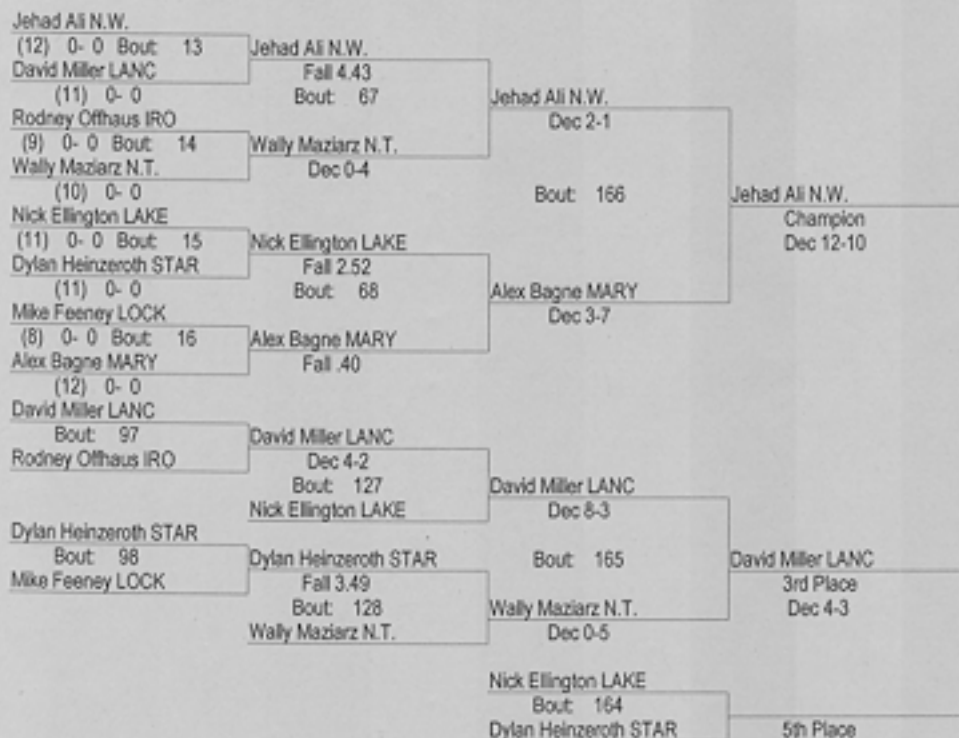 Jehad Ali N.W.
(12) 0- 0 Bout: 13
David Miller LANC
(11) 0- 0
Rodney Offhaus IRO
(9) 0- 0 Bout: 14
Wally Maziarz N.T.
(10) 0- 0
Nick Ellington LAKE
(11) 0- 0 Bout: 15
Dylan Heinzeroth STAR
(11) 0- 0
Mike Feeney LOCK
(8) 0- 0 Bout: 16
Alex Bagne MARY
(12) 0- 0
David Miller LANC
Bout: 97
Rodney Offhaus IRO
Dylan Heinzeroth STAR
Bout: 98
Mike Feeney LOCK
Jehad Ali N.W.
Fall 4.43
Bout: 67
Wally Maziarz N.T.
Dec 0-4
Nick Ellington LAKE
Fall 2.52
Bout: 68
Alex Bagne MARY
Fall .40
David Miller LANC
Dec 4-2
Bout: 127
Nick Ellington LAKE
Dylan Heinzeroth STAR
Fall 3.49
Bout: 128
Wally Maziarz N.T.
Jehad Ali N.W.
Dec 2-1
Bout: 166
Alex Bagne MARY
Dec 3-7
David Miller LANC
Dec 8-3
Bout: 165
Wally Maziarz N.T.
Dec 0-5
Nick Ellington LAKE
Bout: 164
Dylan Heinzeroth STAR
Jehad Ali N.W.
Champion
Dec 12-10
David Miller LANC
3rd Place
Dec 4-3
5th Place